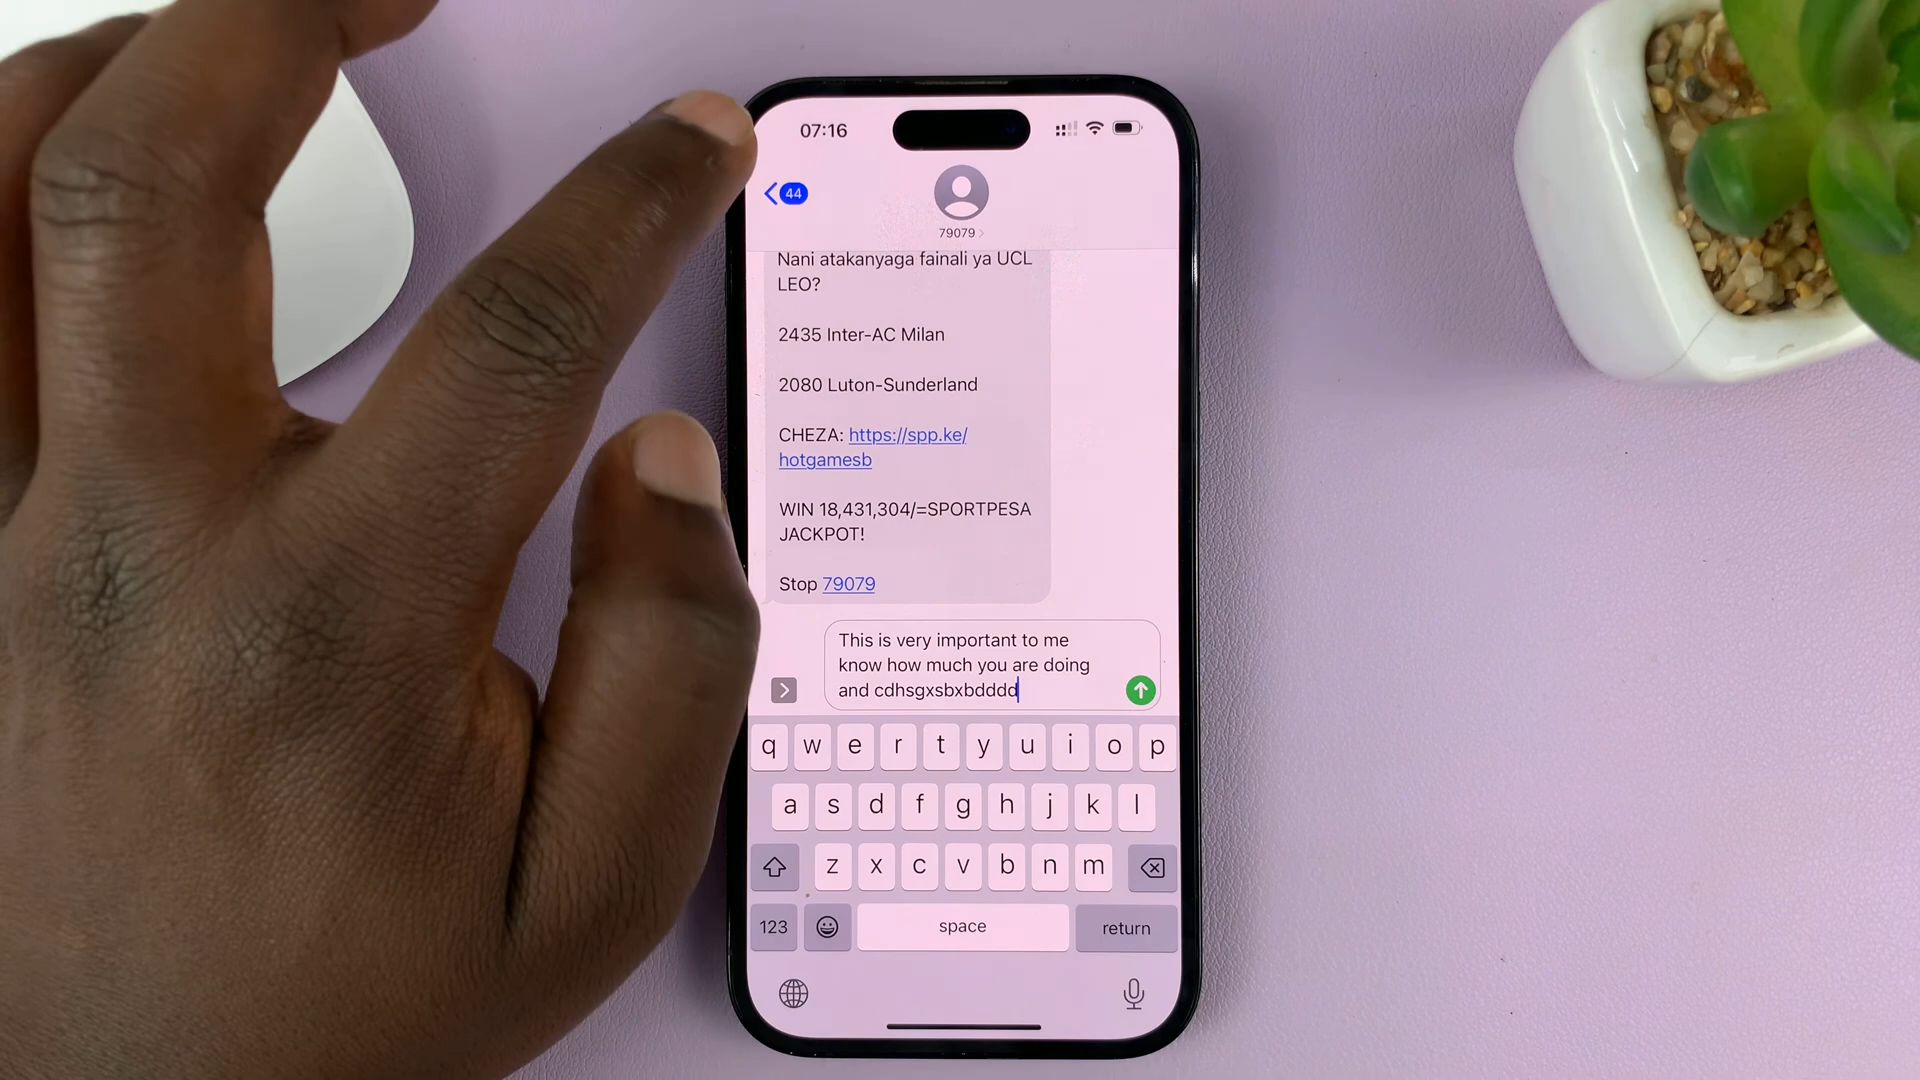 07:16
44
79079
Nani atakanyaga fainali ya UCL
LEO?
2435 Inter-AC Milan
2080 Luton-Sunderland
CHEZA: https://spp.ke/
hotgamesb
WIN 18,431,304/=SPORTPESA
JACKPOT!
Stop 79079
This is very important to me
know how much you are doing
and cdhsgxsbxbdddd
q w e r t y u i o p
a s d f g h j k l
z x c v b n m
123 space return